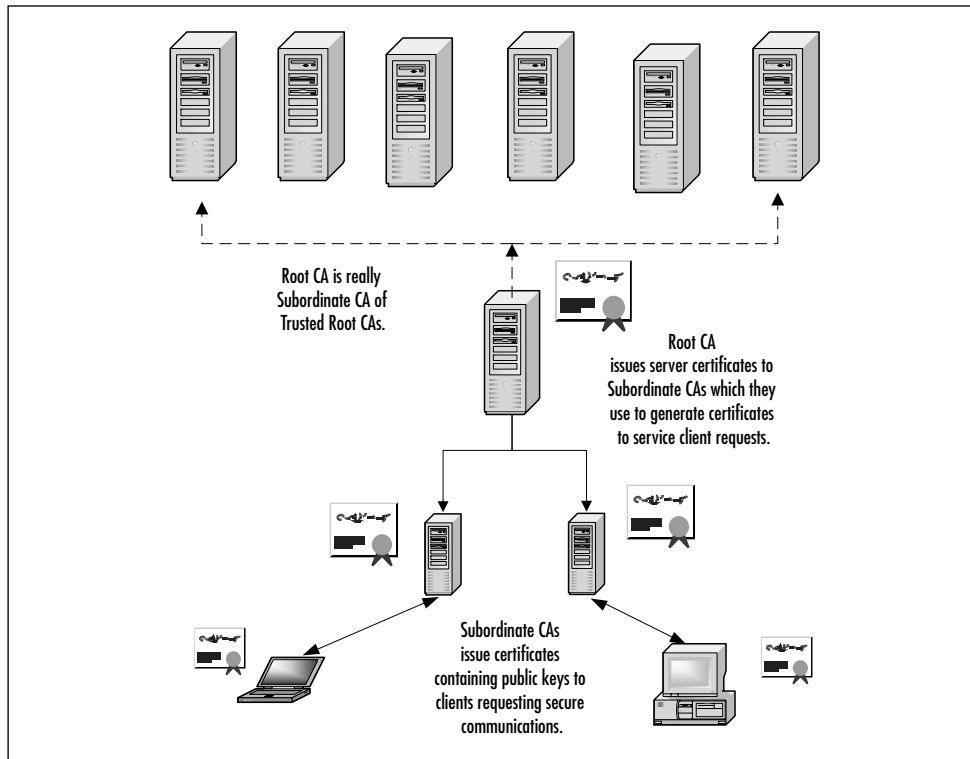 Root CA is really
Subordinate CA of
Trusted Root CAs.
Root CA
issues server certificates to
Subordinate CAs which they
use to generate certificates
to service client requests.
Subordinate CAs
issue certificates
containing public keys to
clients requesting secure
communications.